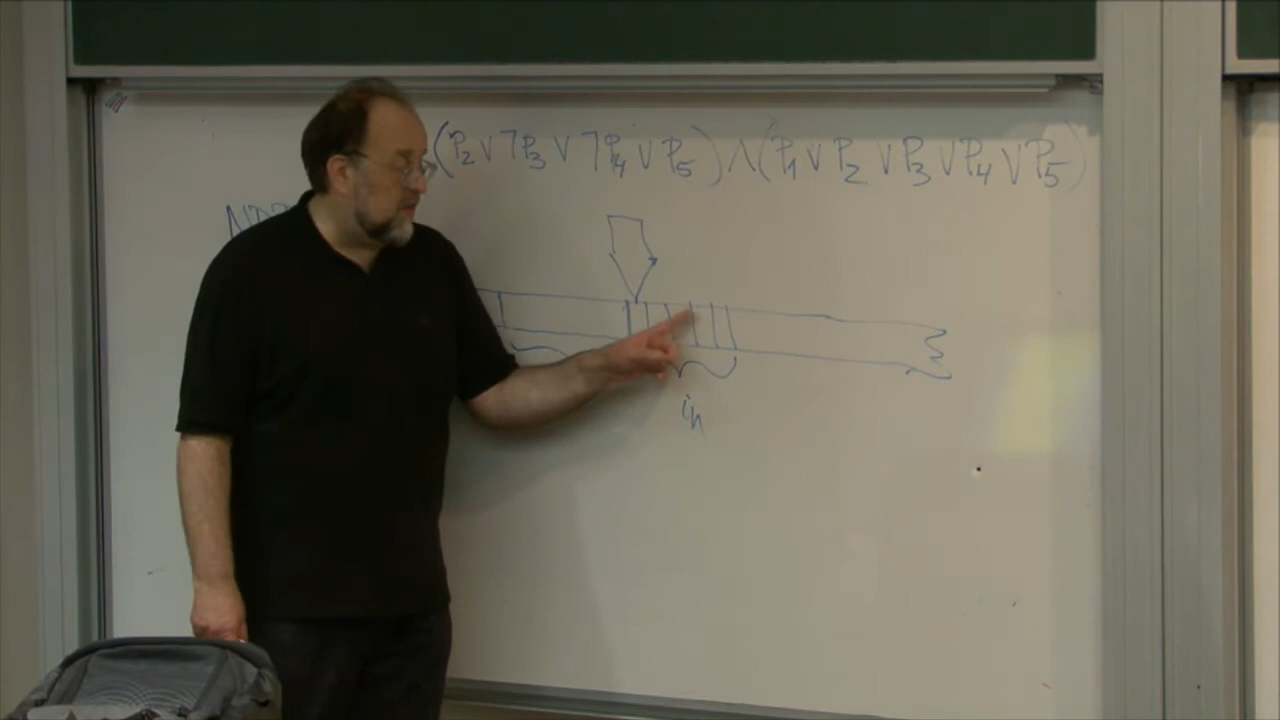 (P₂ ∨ ¬P₃ ∨ ¬P₄ ∨ P₅) ∧ (P₁ ∨ P₂ ∨ P₃ ∨ P₄ ∨ P₅)
in